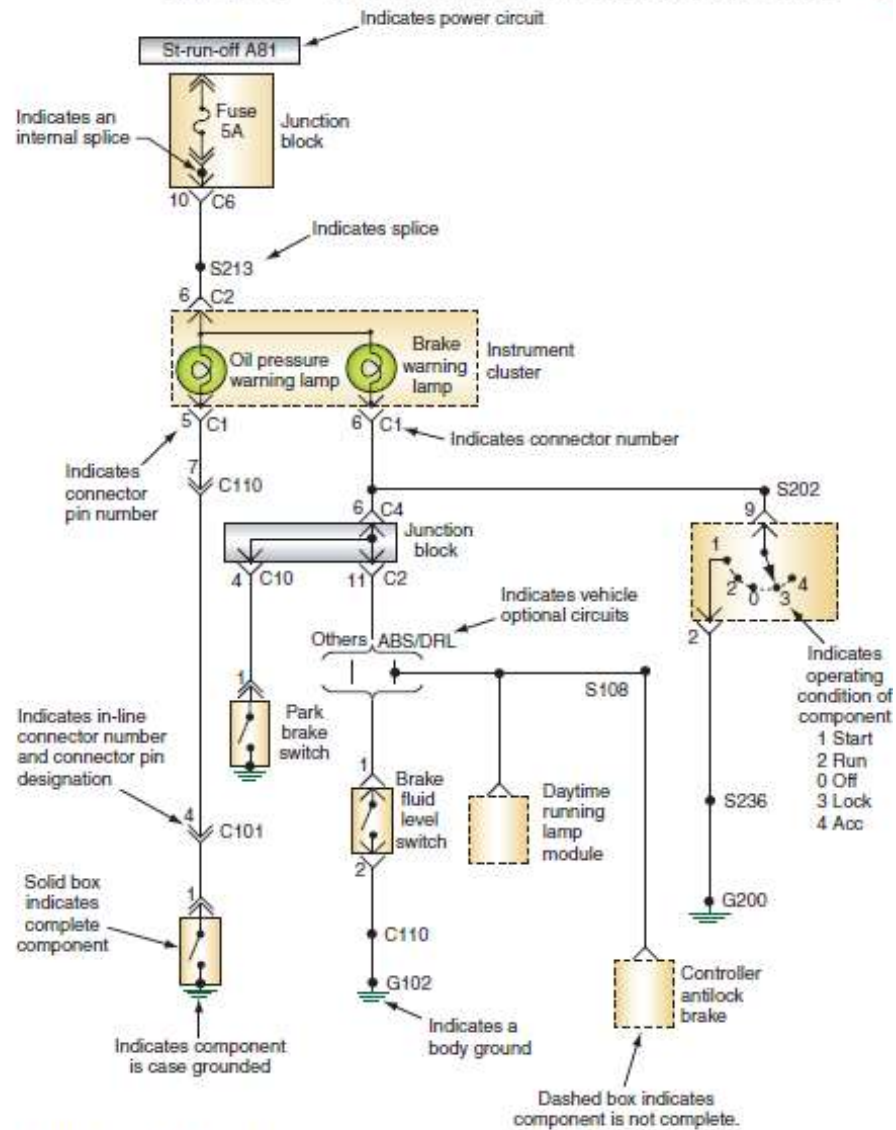 Indicates power circuit
St-run-off A81
Fuse
5A
Junction
block
Indicates an
internal splice
10 C6
Indicates splice
S213
6 C2
Oil pressure
warning lamp
Brake
warning
lamp
Instrument
cluster
5 C1
6 C1
Indicates connector number
Indicates
connector
pin number
7
C110
S202
6 C4
9
Junction
block
4 C10
11 C2
1
2
0
3
4
2
Indicates vehicle
optional circuits
Others ABS/DRL
Indicates
operating
condition of
component
1 Start
2 Run
0 Off
3 Lock
4 Acc
S108
1
Park
brake
switch
Indicates in-line
connector number
and connector pin
designation
1
Brake
fluid
level
switch
2
Daytime
running
lamp
module
S236
4
C101
Solid box
indicates
complete
component
1
G200
C110
G102
Controller
antilock
brake
Indicates a
body ground
Indicates component
is case grounded
Dashed box indicates
component is not complete.